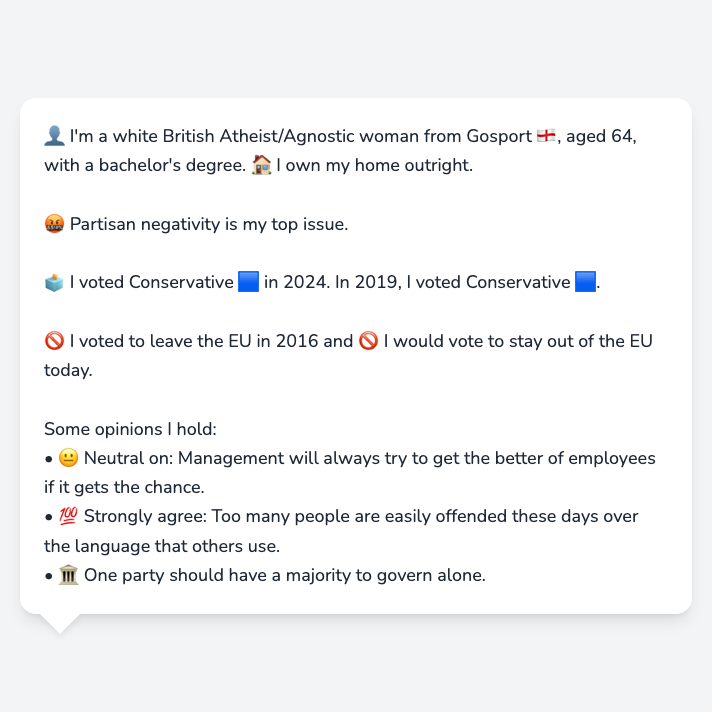 👤 I'm a white British Atheist/Agnostic woman from Gosport 🏴󠁧󠁢󠁥󠁮󠁧󠁿, aged 64,
with a bachelor's degree. 🏠 I own my home outright.
🤬 Partisan negativity is my top issue.
🗳️ I voted Conservative 🟦 in 2024. In 2019, I voted Conservative 🟦.
🚫 I voted to leave the EU in 2016 and 🚫 I would vote to stay out of the EU
today.
Some opinions I hold:
• 😐 Neutral on: Management will always try to get the better of employees
if it gets the chance.
• 💯 Strongly agree: Too many people are easily offended these days over
the language that others use.
• 🏛️ One party should have a majority to govern alone.